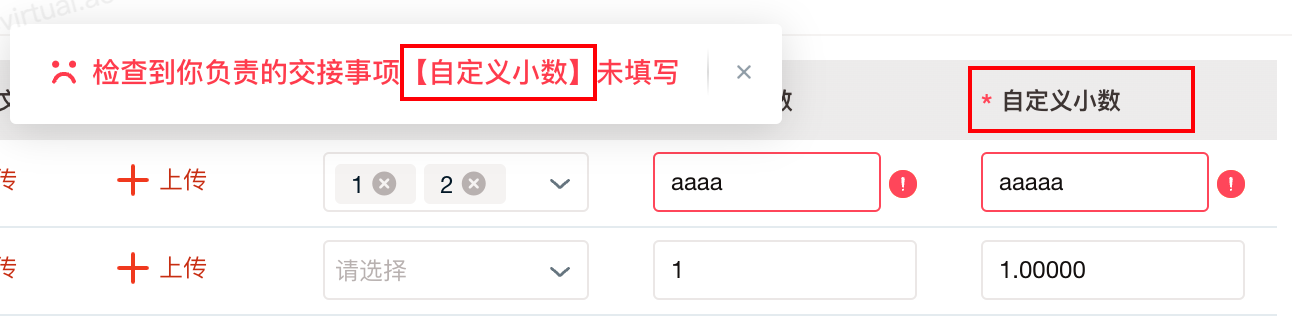 virtual.a
检查到你负责的交接事项【自定义小数】未填写
文
数
* 自定义小数
传
上传
1
2
aaaa
aaaaa
传
上传
请选择
1
1.00000